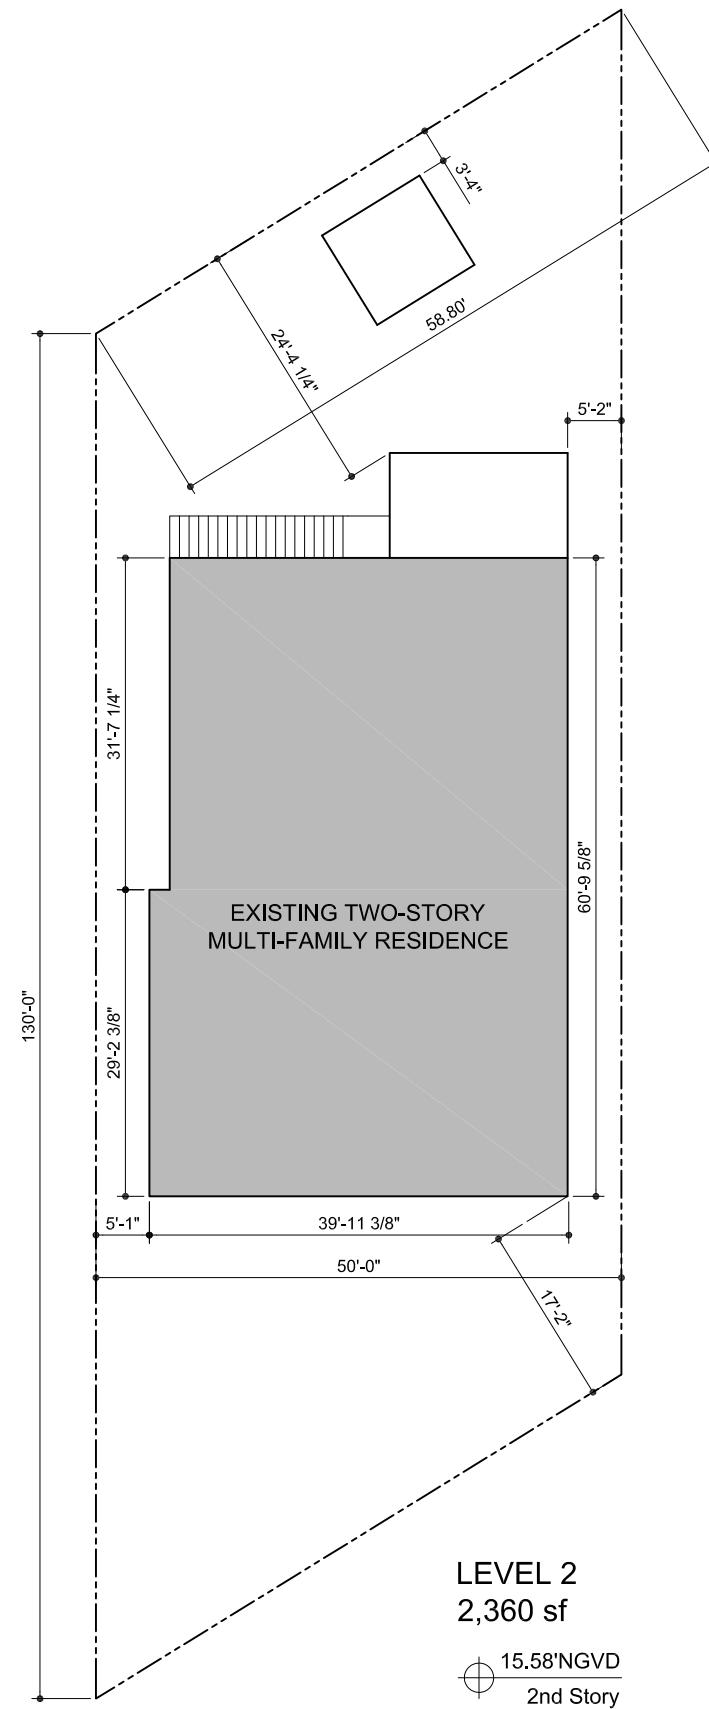 3'-4"
58.80'
24'-4 1/4"
5'-2"
31'-7 1/4"
60'-9 5/8"
EXISTING TWO-STORY
MULTI-FAMILY RESIDENCE
130'-0"
29'-2 3/8"
5'-1"
39'-11 3/8"
50'-0"
17'-2"
LEVEL 2
2,360 sf
15.58'NGVD
2nd Story